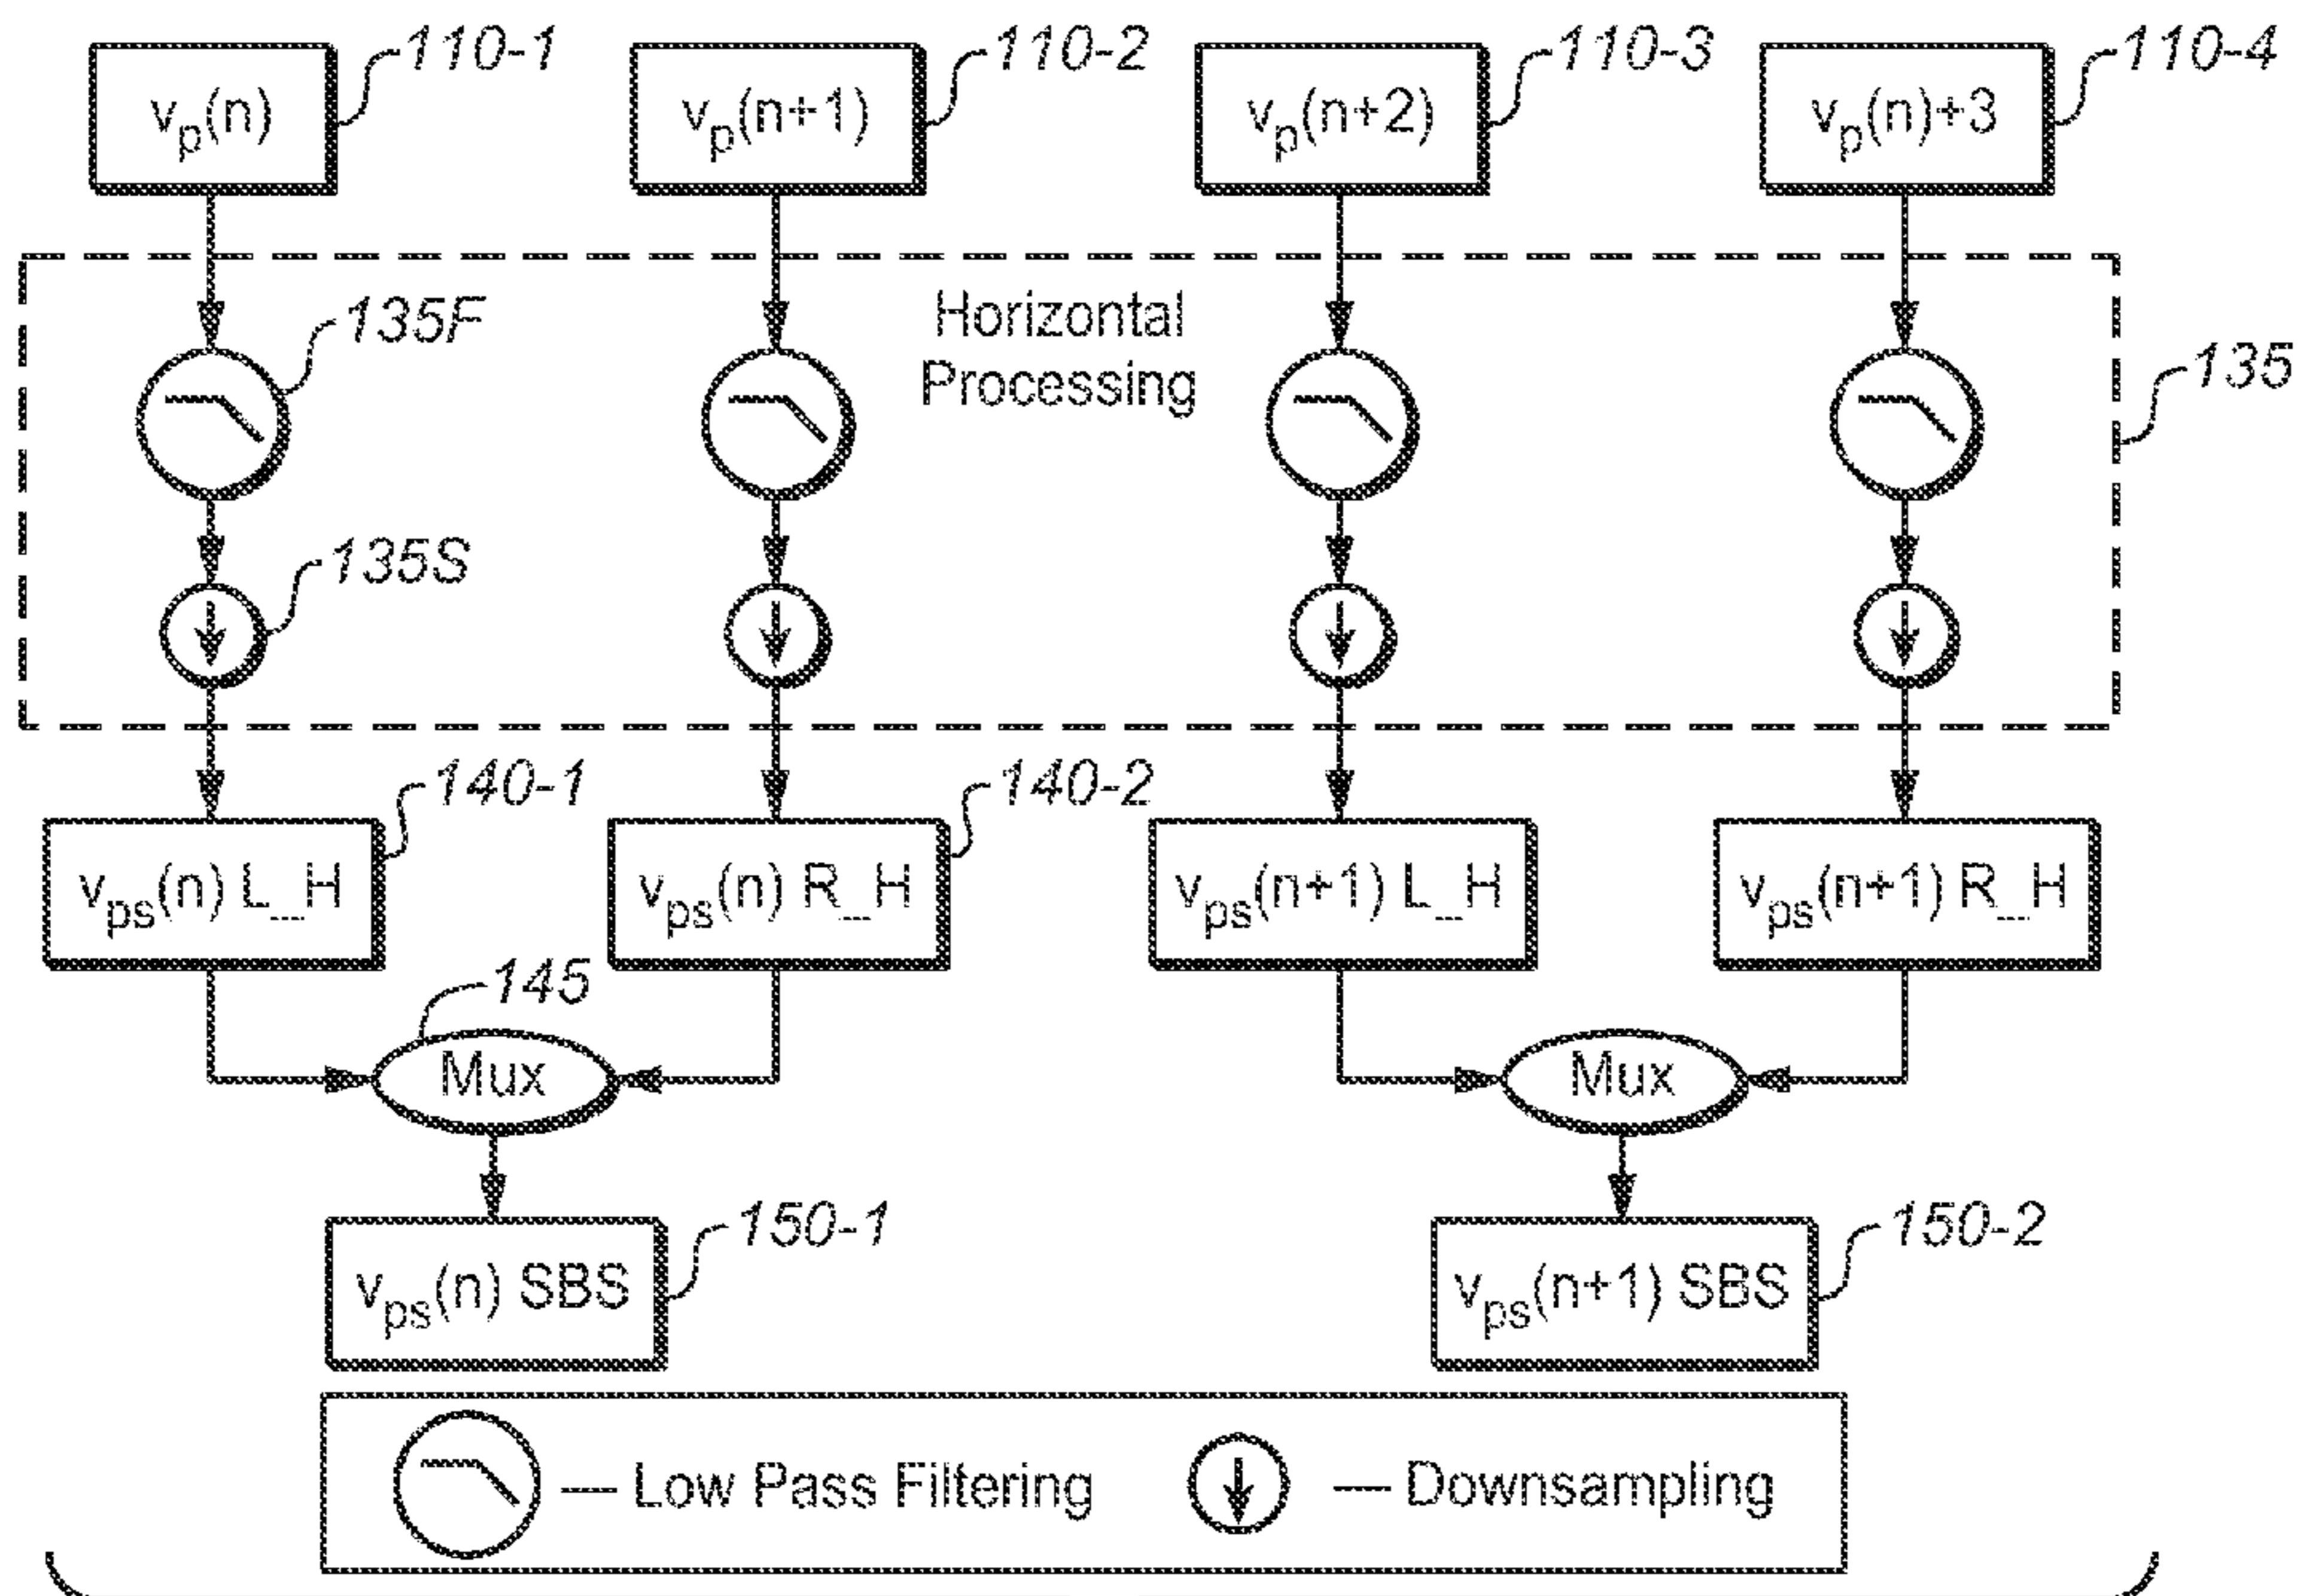 110-1
110-2
110-3
110-4
vp(n)
vp(n+1)
vp(n+2)
vp(n)+3
Horizontal
Processing
135F
135
135S
140-1
140-2
vps(n) L_H
vps(n) R_H
vps(n+1) L_H
vps(n+1) R_H
145
Mux
Mux
150-1
150-2
vps(n) SBS
vps(n+1) SBS
— Low Pass Filtering
— Downsampling